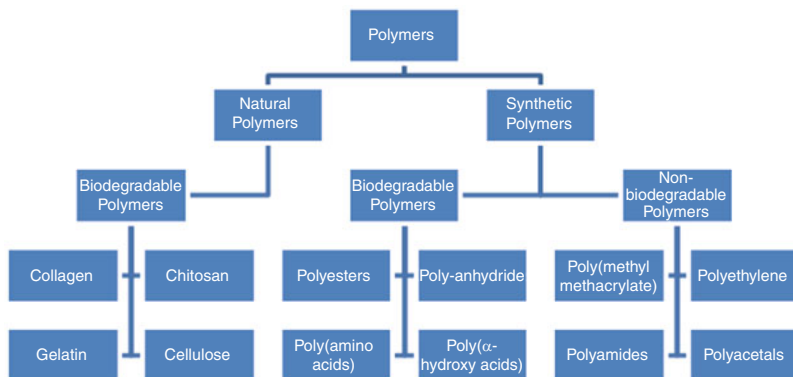 Polymers
Natural
Polymers
Synthetic
Polymers
Biodegradable
Polymers
Biodegradable
Polymers
Non-
biodegradable
Polymers
Collagen
Chitosan
Polyesters
Poly-anhydride
Poly(methyl
methacrylate)
Polyethylene
Gelatin
Cellulose
Poly(amino
acids)
Poly(α-
hydroxy acids)
Polyamides
Polyacetals